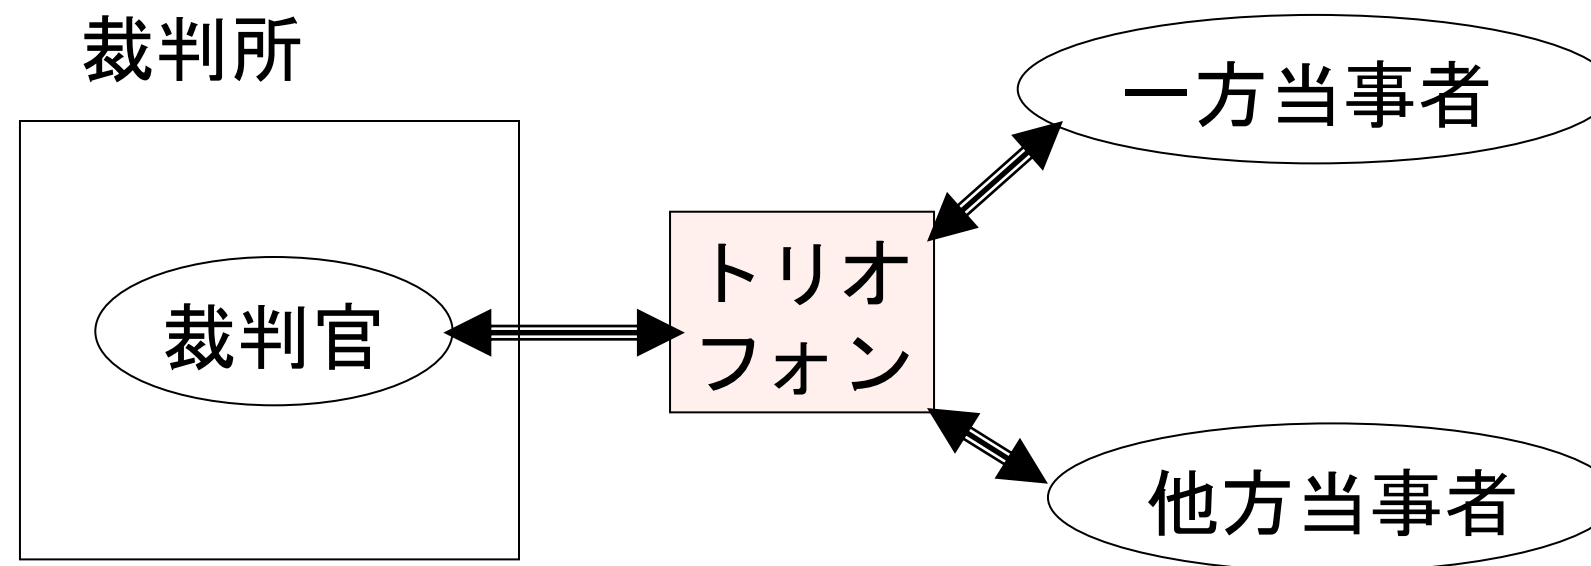 裁判所
一方当事者
トリオ
フォン
裁判官
他方当事者